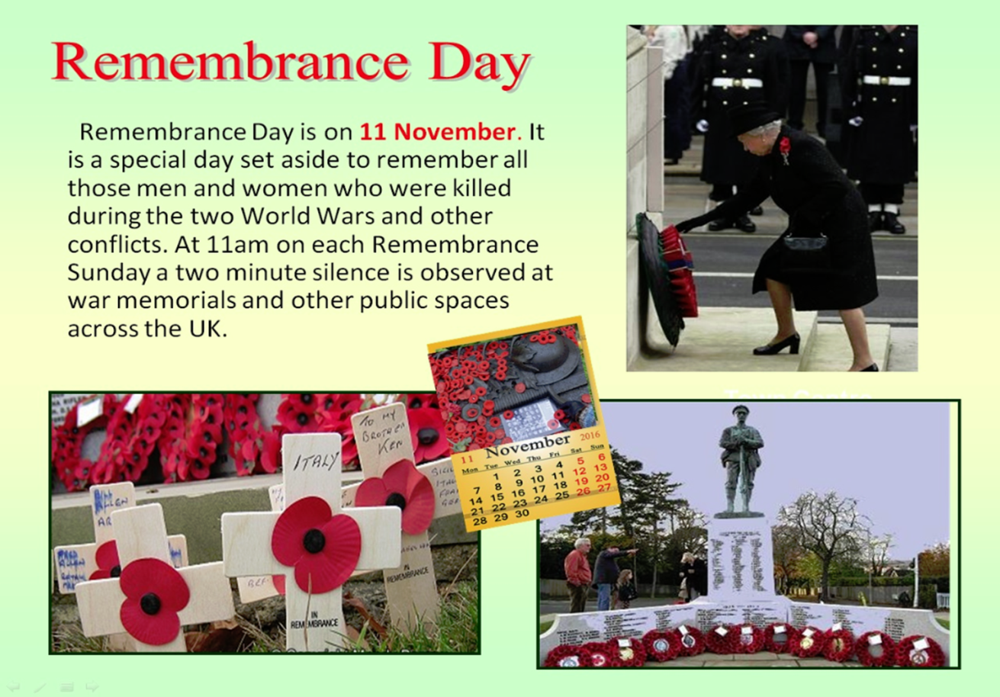 Remembrance Day
Remembrance Day is on 11 November. It
is a special day set aside to remember all
those men and women who were killed
during the two World Wars and other
conflicts. At 11am on each Remembrance
Sunday a two minute silence is observed at
war memorials and other public spaces
across the UK.
Town Centre
ITALY
TO MY
BROTHER
KEN
IN
REMEMBRANCE
IN
REMEMBRANCE
11 November 2016
Mon Tue Wed Thu Fri Sat Sun
1 2 3 4 5 6
7 8 9 10 11 12 13
14 15 16 17 18 19 20
21 22 23 24 25 26 27
28 29 30